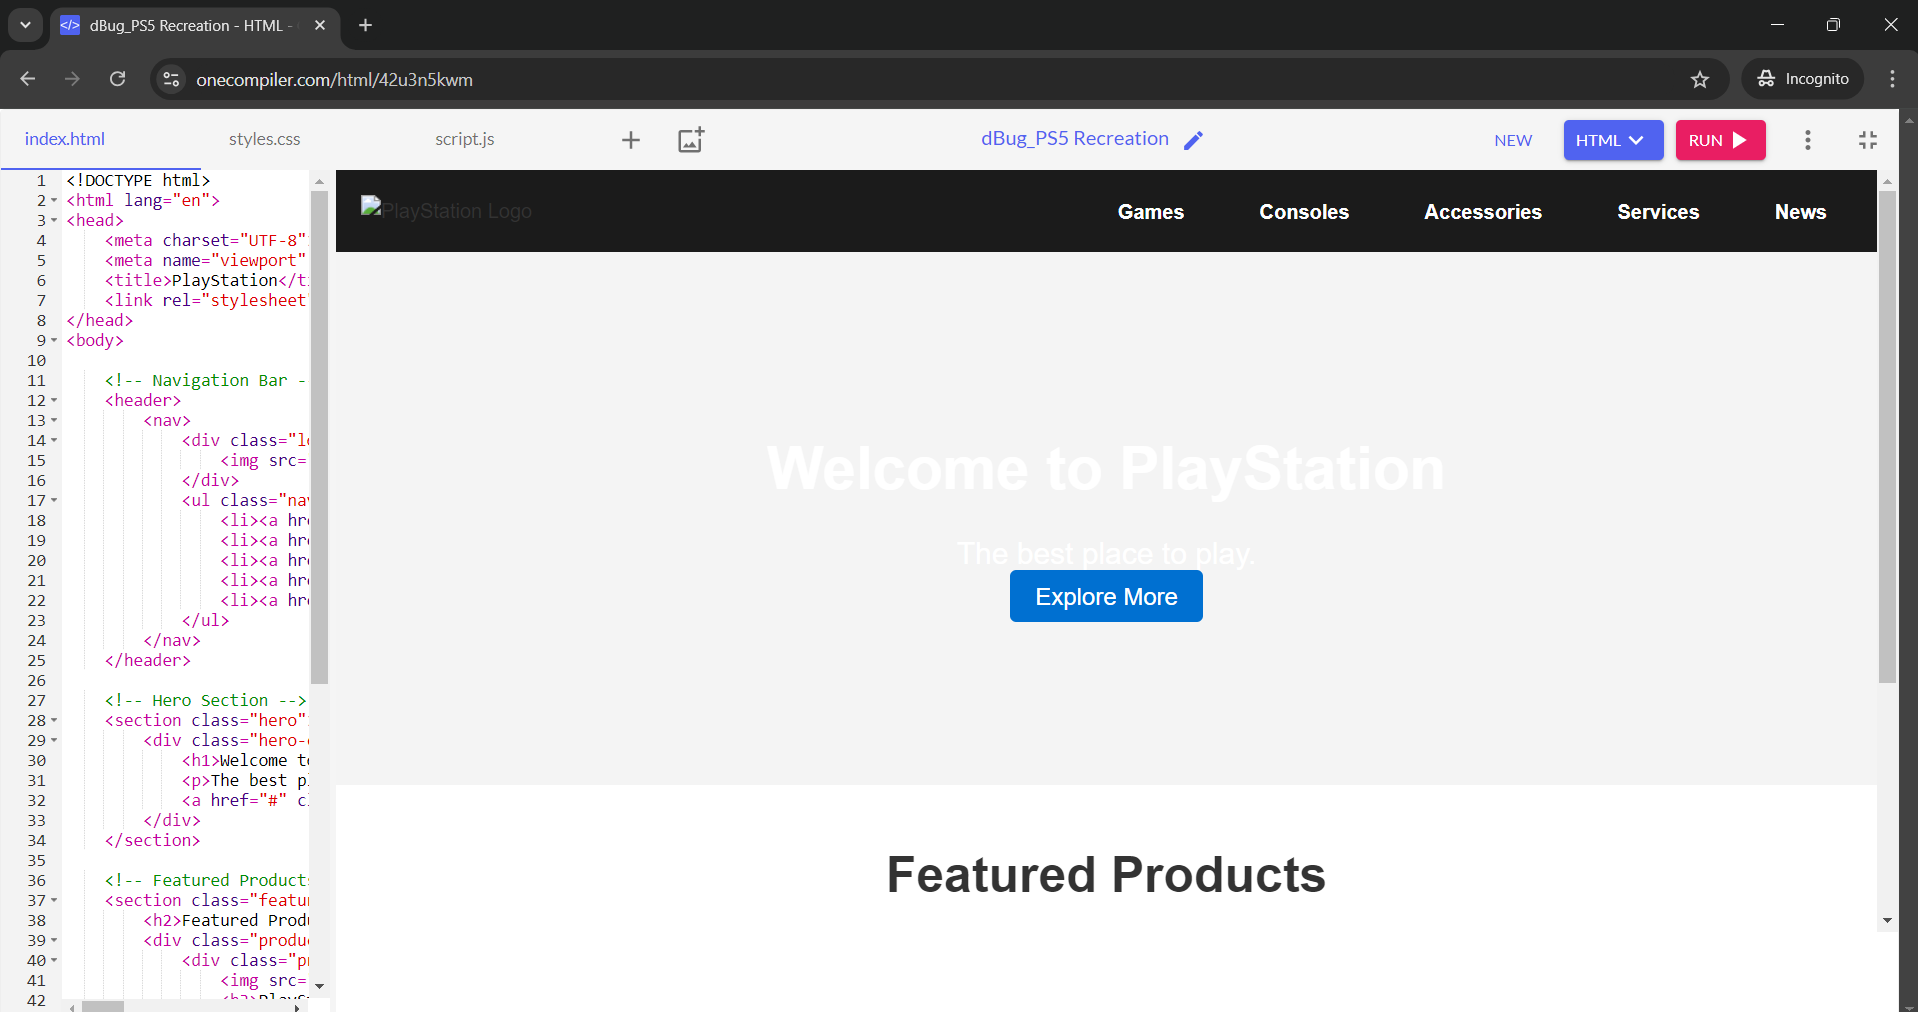 dBug_PS5 Recreation - HTML -
onecompiler.com/html/42u3n5kwm
Incognito
index.html
styles.css
script.js
dBug_PS5 Recreation
NEW
HTML
RUN
1 <!DOCTYPE html>
2 <html lang="en">
3 <head>
4 <meta charset="UTF-8"
5 <meta name="viewport"
6 <title>PlayStation</t
7 <link rel="stylesheet
8 </head>
9 <body>
10
11 <!-- Navigation Bar -
12 <header>
13 <nav>
14 <div class="l
15 <img src=
16 </div>
17 <ul class="na
18 <li><a hr
19 <li><a hr
20 <li><a hr
21 <li><a hr
22 <li><a hr
23 </ul>
24 </nav>
25 </header>
26
27 <!-- Hero Section -->
28 <section class="hero"
29 <div class="hero-
30 <h1>Welcome t
31 <p>The best p
32 <a href="#" c
33 </div>
34 </section>
35
36 <!-- Featured Product
37 <section class="featu
38 <h2>Featured Prod
39 <div class="produ
40 <div class="p
41 <img src=
42
PlayStation Logo
Games
Consoles
Accessories
Services
News
Welcome to PlayStation
The best place to play.
Explore More
Featured Products